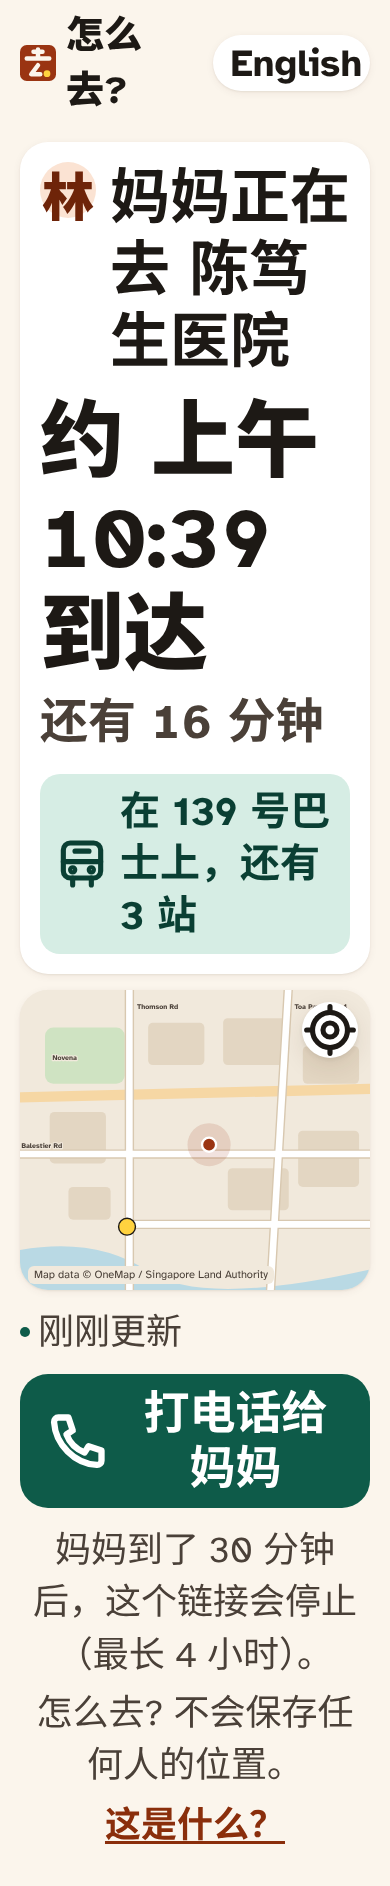 怎么
去?
English
林
妈妈正在
去 陈笃
生医院
约 上午
10:39
到达
还有 16 分钟
在 139 号巴
士上，还有
3 站
Thomson Rd
Novena
Balestier Rd
Map data © OneMap / Singapore Land Authority
刚刚更新
打电话给
妈妈
妈妈到了 30 分钟
后，这个链接会停止
（最长 4 小时）。
怎么去? 不会保存任
何人的位置。
这是什么？